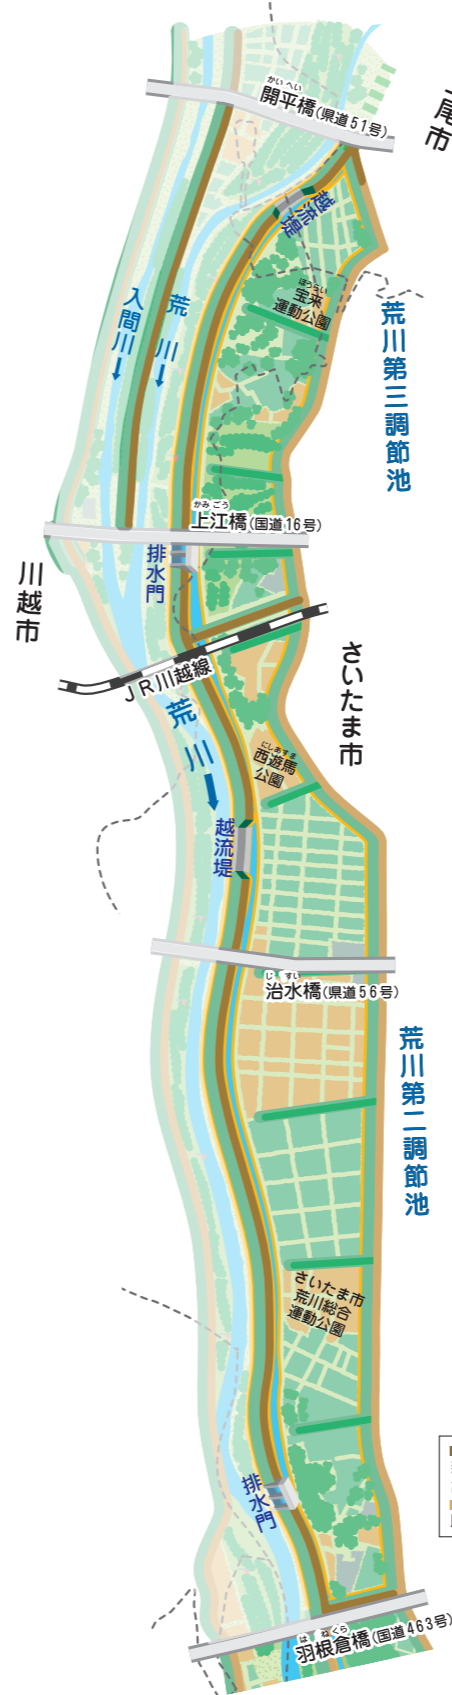 かいへい
開平橋(県道51号)
尾市
越流堤
ほうらい
宝来
運動公園
入間川
荒川
荒川第三調節池
かみごう
上江橋(国道16号)
排水門
川越市
JR川越線
さいたま市
荒川
にしあすま
西遊馬
公園
越流堤
じすい
治水橋(県道56号)
荒川第二調節池
さいたま市
荒川総合
運動公園
排水門
はねくら
羽根倉橋(国道463号)